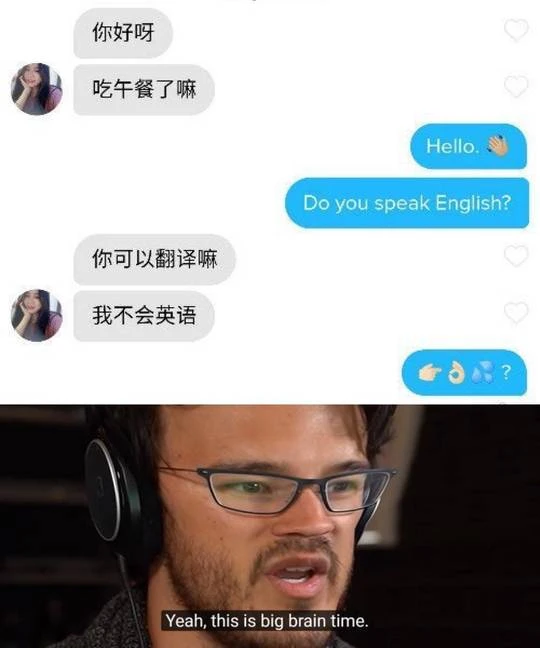 你好呀
吃午餐了嘛
Hello. 👋🏼
Do you speak English?
你可以翻译嘛
我不会英语
👉🏻👌🏻💦?
Yeah, this is big brain time.